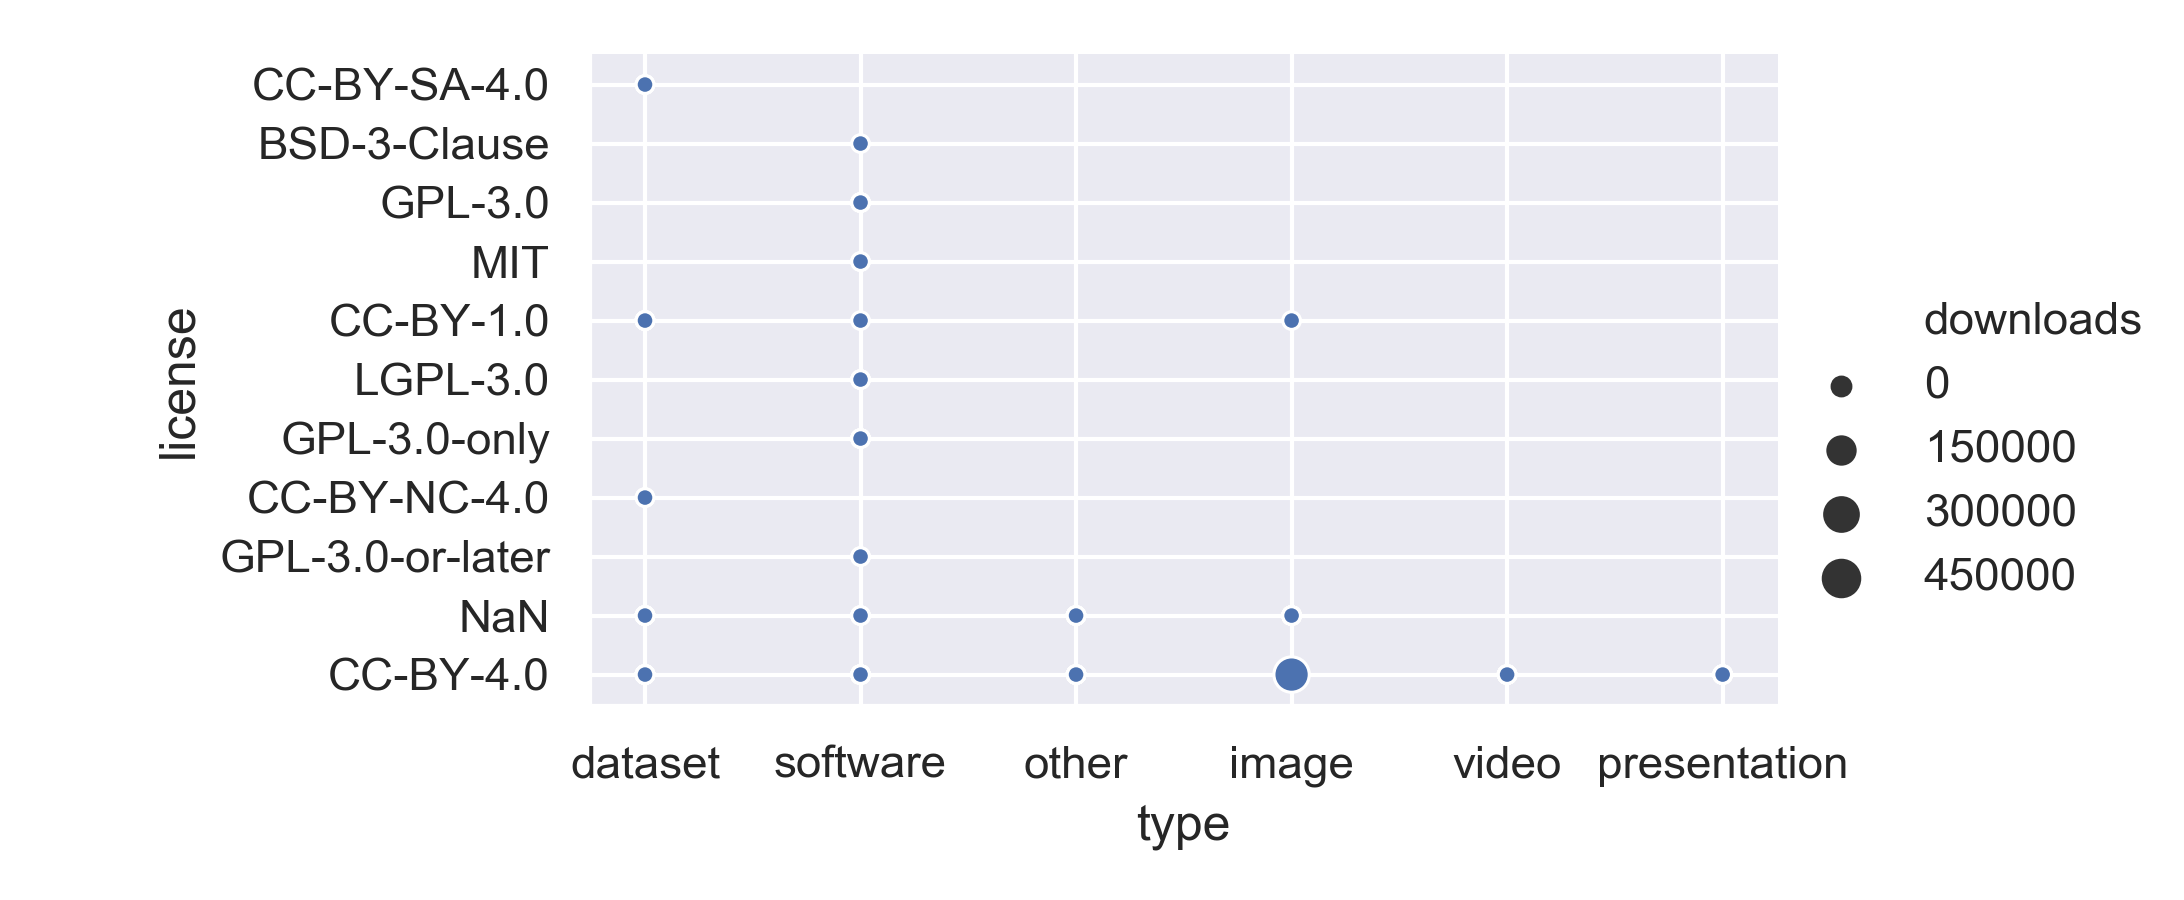 CC-BY-SA-4.0
BSD-3-Clause
GPL-3.0
MIT
CC-BY-1.0
LGPL-3.0
GPL-3.0-only
CC-BY-NC-4.0
GPL-3.0-or-later
NaN
CC-BY-4.0
license
dataset software other image video presentation
type
downloads
0
150000
300000
450000